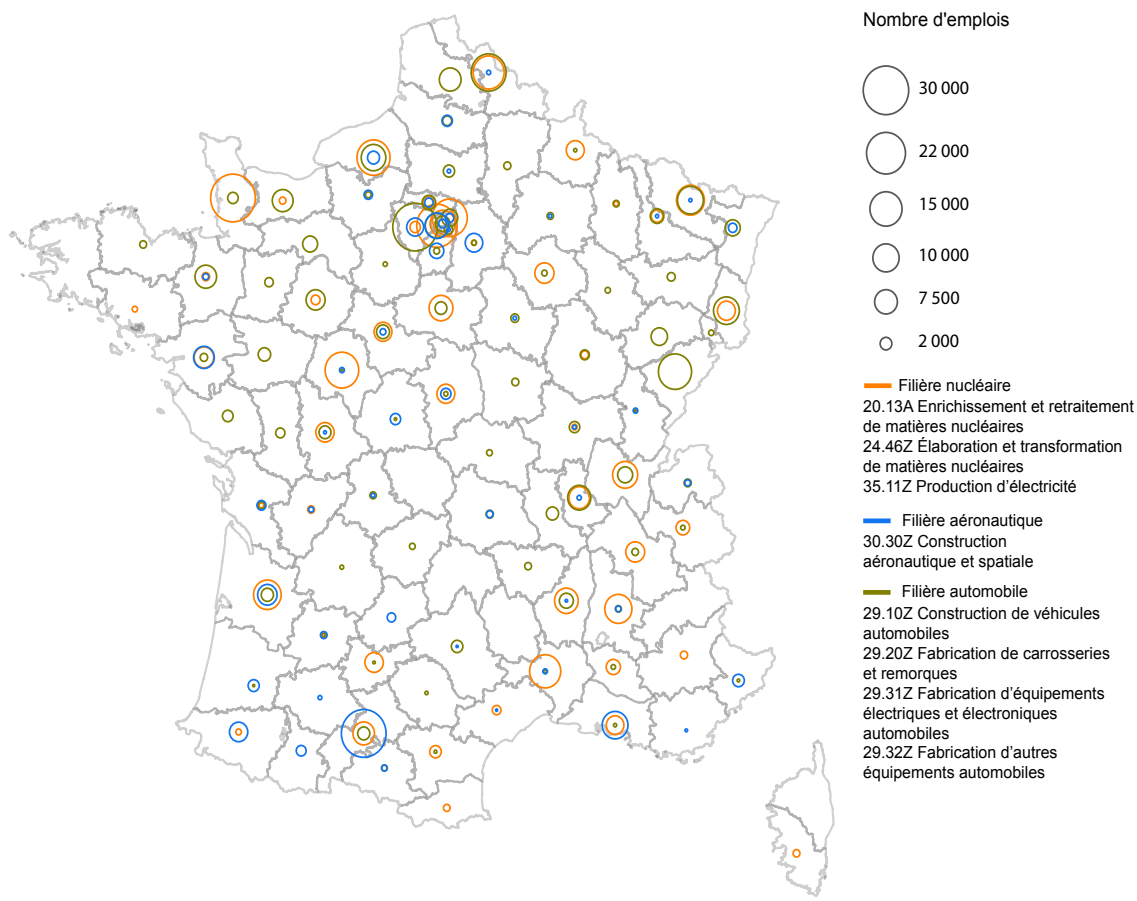 Nombre d'emplois
30 000
22 000
15 000
10 000
7 500
2 000
Filière nucléaire
20.13A Enrichissement et retraitement
de matières nucléaires
24.46Z Élaboration et transformation
de matières nucléaires
35.11Z Production d’électricité
Filière aéronautique
30.30Z Construction
aéronautique et spatiale
Filière automobile
29.10Z Construction de véhicules
automobiles
29.20Z Fabrication de carrosseries
et remorques
29.31Z Fabrication d’équipements
électriques et électroniques
automobiles
29.32Z Fabrication d’autres
équipements automobiles